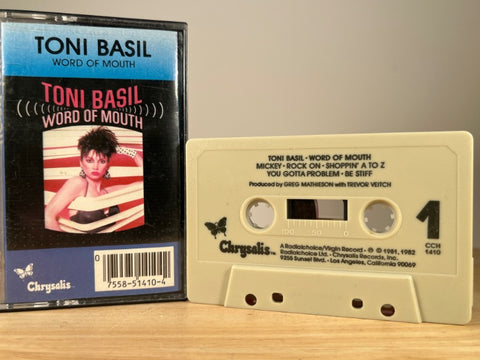 TONI BASIL
WORD OF MOUTH
TONI BASIL
WORD OF MOUTH
Chrysalis
0
7558-51410-4
TONI BASIL • WORD OF MOUTH
MICKEY • ROCK ON • SHOPPIN' A TO Z
YOU GOTTA PROBLEM • BE STIFF
Produced by GREG MATHIESON with TREVOR VEITCH
100 50 0
1
Chrysalis™
A Radialchoice/Virgin Record • ℗ © 1981, 1982
Radialchoice Ltd. • Chrysalis Records, Inc.
9255 Sunset Blvd. • Los Angeles, California 90069
CCH
1410